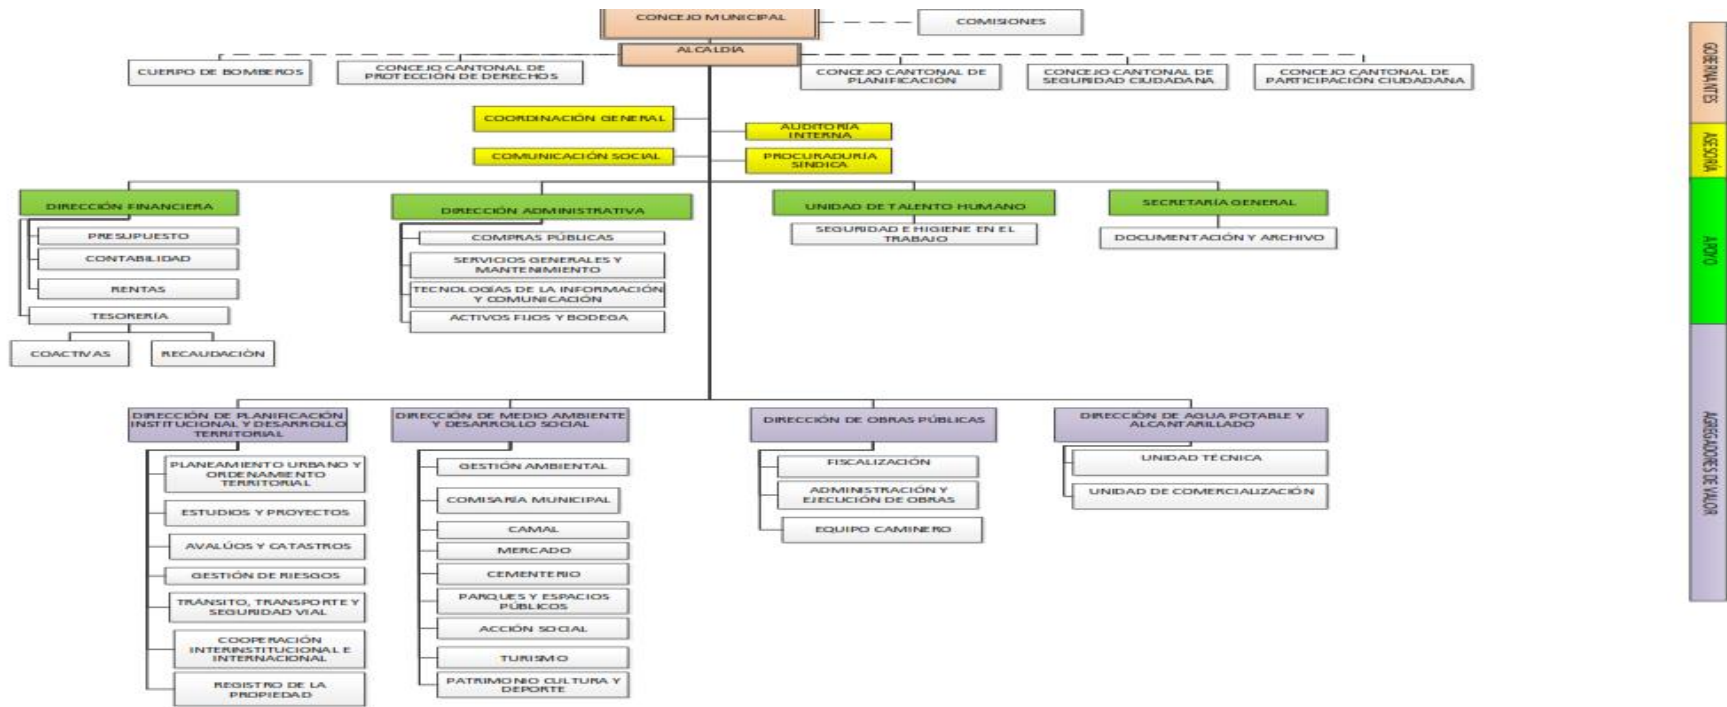 CONCEJO MUNICIPAL
COMISIONES
ALCALDÍA
CUERPO DE BOMBEROS
CONCEJO CANTONAL DE
PROTECCIÓN DE DERECHOS
CONCEJO CANTONAL DE
PLANIFICACIÓN
CONCEJO CANTONAL DE
SEGURIDAD CIUDADANA
CONCEJO CANTONAL DE
PARTICIPACIÓN CIUDADANA
COORDINACIÓN GENERAL
AUDITORÍA
INTERNA
COMUNICACIÓN SOCIAL
PROCURADURÍA
SÍNDICA
DIRECCIÓN FINANCIERA
PRESUPUESTO
CONTABILIDAD
RENTAS
TESORERÍA
COACTIVAS
RECAUDACIÓN
DIRECCIÓN ADMINISTRATIVA
COMPRAS PÚBLICAS
SERVICIOS GENERALES Y
MANTENIMIENTO
TECNOLOGÍAS DE LA INFORMACIÓN
Y COMUNICACIÓN
ACTIVOS FIJOS Y BODEGA
UNIDAD DE TALENTO HUMANO
SEGURIDAD E HIGIENE EN EL
TRABAJO
SECRETARÍA GENERAL
DOCUMENTACIÓN Y ARCHIVO
DIRECCIÓN DE PLANIFICACIÓN
INSTITUCIONAL Y DESARROLLO
TERRITORIAL
PLANEAMIENTO URBANO Y
ORDENAMIENTO
TERRITORIAL
ESTUDIOS Y PROYECTOS
AVALÚOS Y CATASTROS
GESTIÓN DE RIESGOS
TRÁNSITO, TRANSPORTE Y
SEGURIDAD VIAL
COOPERACIÓN
INTERINSTITUCIONAL E
INTERNACIONAL
REGISTRO DE LA
PROPIEDAD
DIRECCIÓN DE MEDIO AMBIENTE
Y DESARROLLO SOCIAL
GESTIÓN AMBIENTAL
COMISARÍA MUNICIPAL
CAMAL
MERCADO
CEMENTERIO
PARQUES Y ESPACIOS
PÚBLICOS
ACCIÓN SOCIAL
TURISMO
PATRIMONIO CULTURA Y
DEPORTE
DIRECCIÓN DE OBRAS PÚBLICAS
FISCALIZACIÓN
ADMINISTRACIÓN Y
EJECUCIÓN DE OBRAS
EQUIPO CAMINERO
DIRECCIÓN DE AGUA POTABLE Y
ALCANTARILLADO
UNIDAD TÉCNICA
UNIDAD DE COMERCIALIZACIÓN
GOBERNANTES
ASESORÍA
APOYO
AGREGADORES DE VALOR